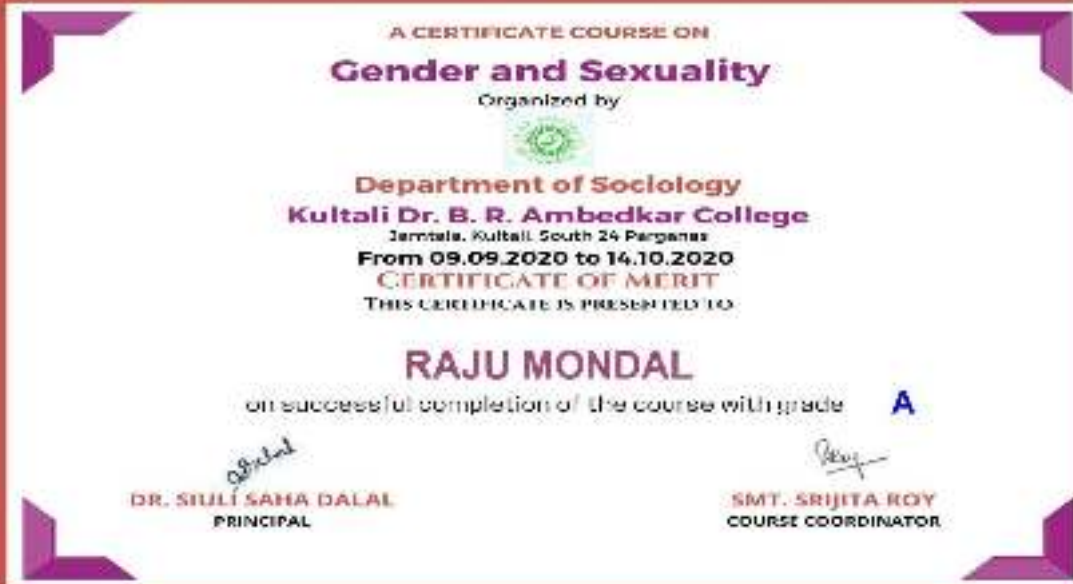 A CERTIFICATE COURSE ON
Gender and Sexuality
Organized by
Department of Sociology
Kultali Dr. B. R. Ambedkar College
Jamtala, Kultali, South 24 Parganas
From 09.09.2020 to 14.10.2020
CERTIFICATE OF MERIT
THIS CERTIFICATE IS PRESENTED TO
RAJU MONDAL
on successful completion of the course with grade A
DR. SIULI SAHA DALAL
PRINCIPAL
SMT. SRIJITA ROY
COURSE COORDINATOR